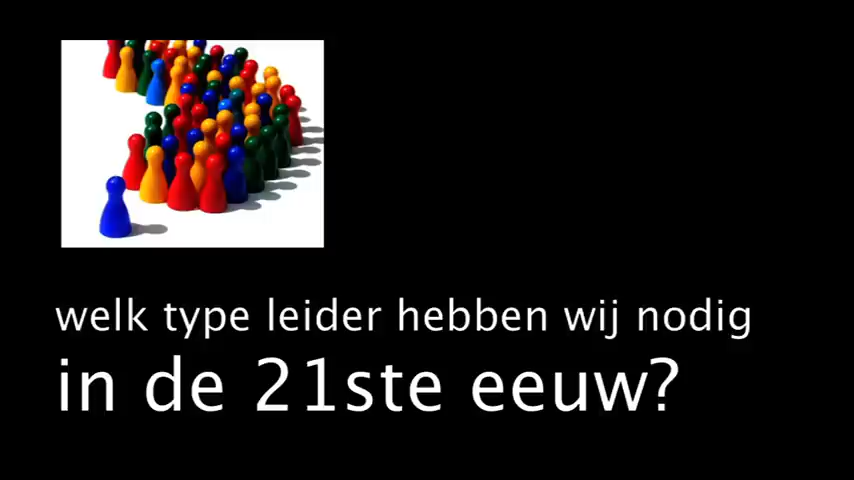 welk type leider hebben wij nodig
in de 21ste eeuw?